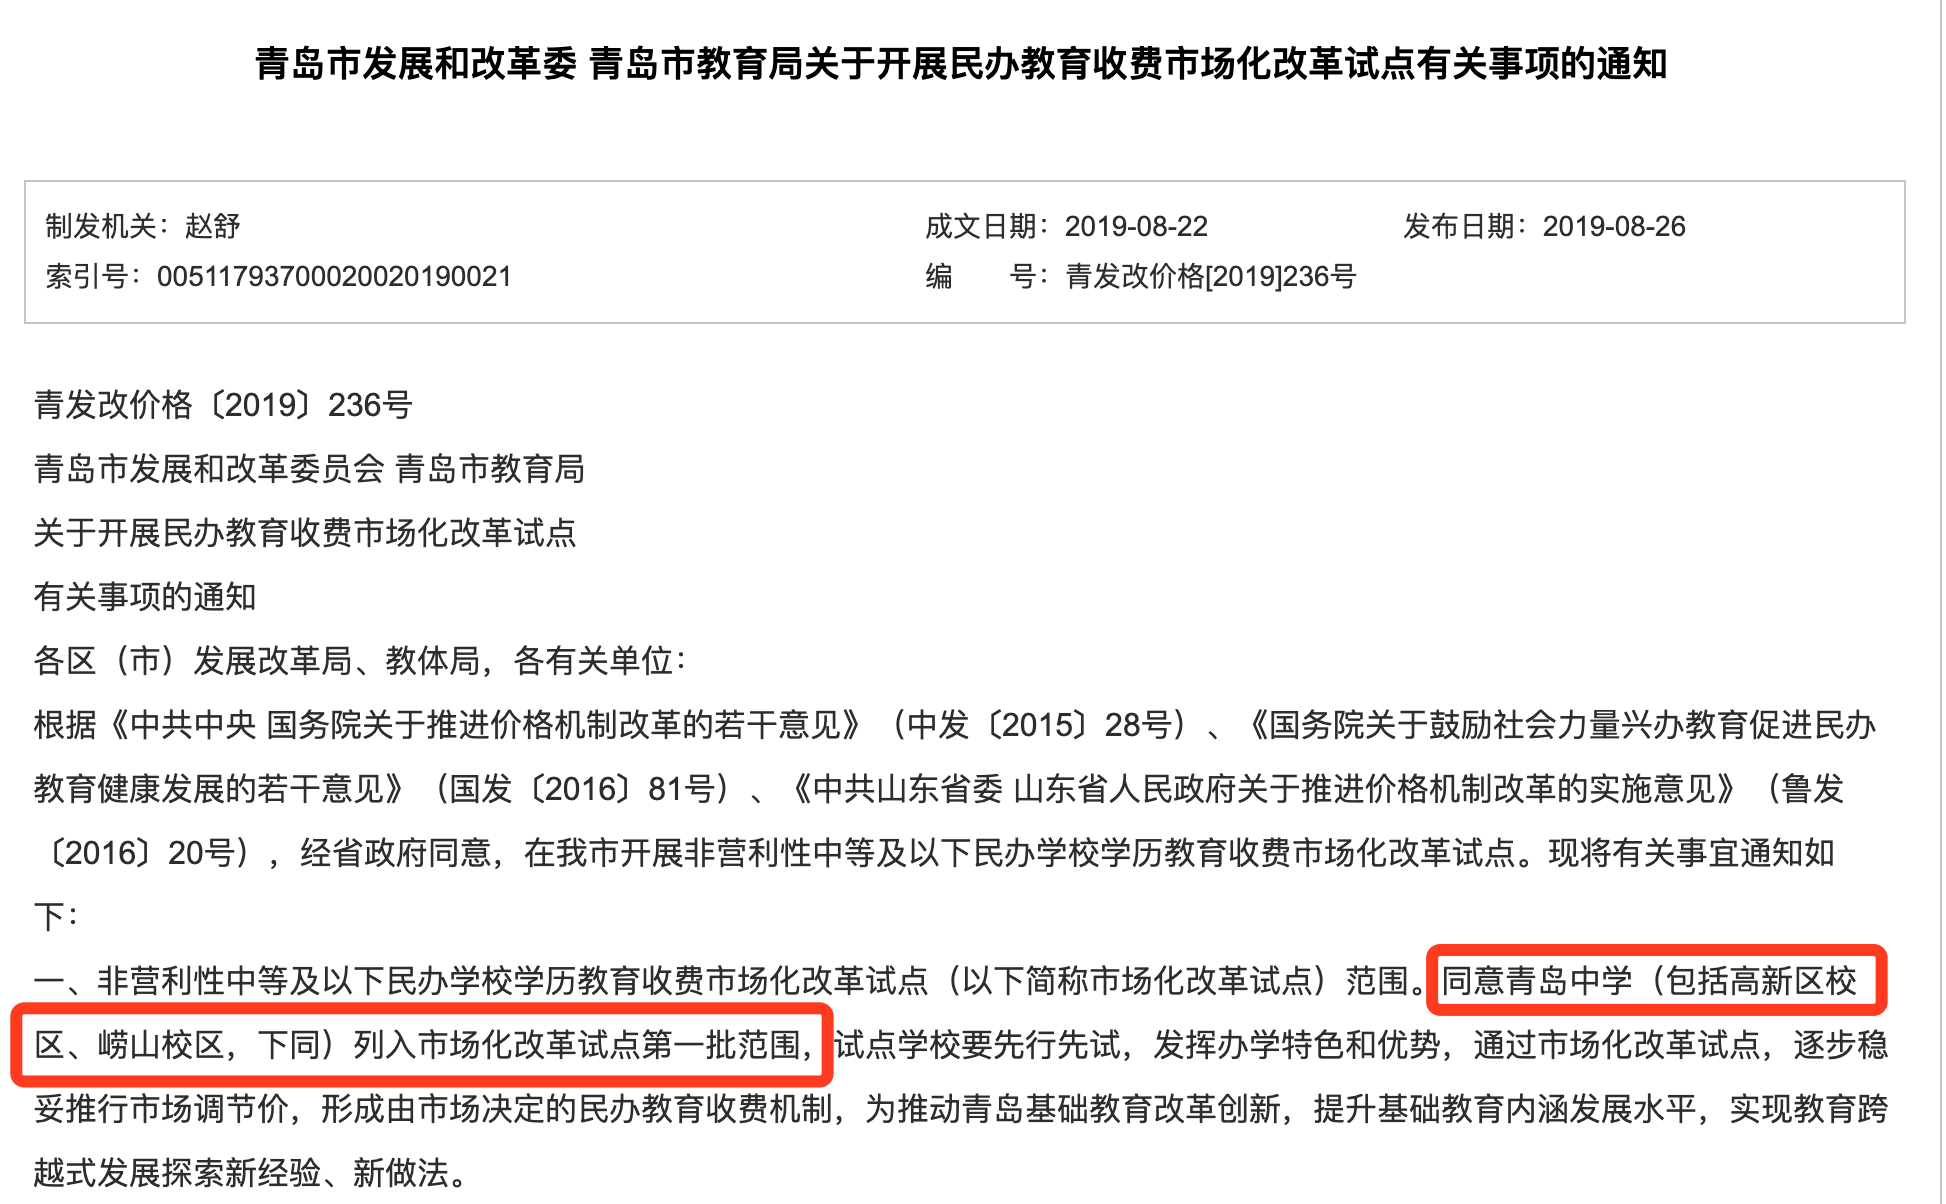 青岛市发展和改革委 青岛市教育局关于开展民办教育收费市场化改革试点有关事项的通知
制发机关：赵舒 成文日期：2019-08-22 发布日期：2019-08-26
索引号：00511793700020020190021 编　　号：青发改价格[2019]236号
青发改价格〔2019〕236号
青岛市发展和改革委员会 青岛市教育局
关于开展民办教育收费市场化改革试点
有关事项的通知
各区（市）发展改革局、教体局，各有关单位：
根据《中共中央 国务院关于推进价格机制改革的若干意见》（中发〔2015〕28号）、《国务院关于鼓励社会力量兴办教育促进民办
教育健康发展的若干意见》（国发〔2016〕81号）、《中共山东省委 山东省人民政府关于推进价格机制改革的实施意见》（鲁发
〔2016〕20号），经省政府同意，在我市开展非营利性中等及以下民办学校学历教育收费市场化改革试点。现将有关事宜通知如
下：
一、非营利性中等及以下民办学校学历教育收费市场化改革试点（以下简称市场化改革试点）范围。同意青岛中学（包括高新区校
区、崂山校区，下同）列入市场化改革试点第一批范围，试点学校要先行先试，发挥办学特色和优势，通过市场化改革试点，逐步稳
妥推行市场调节价，形成由市场决定的民办教育收费机制，为推动青岛基础教育改革创新，提升基础教育内涵发展水平，实现教育跨
越式发展探索新经验、新做法。